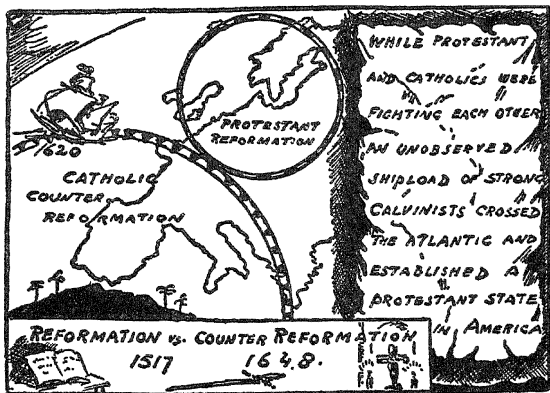 WHILE PROTESTANT
AND CATHOLICS WERE
FIGHTING EACH OTHER
AN UNOBSERVED
SHIPLOAD OF STRONG
CALVINISTS CROSSED
THE ATLANTIC AND
ESTABLISHED A
PROTESTANT STATE
IN AMERICA
PROTESTANT
REFORMATION
1620
CATHOLIC
COUNTER
REFORMATION
REFORMATION vs. COUNTER REFORMATION
1517 1648.